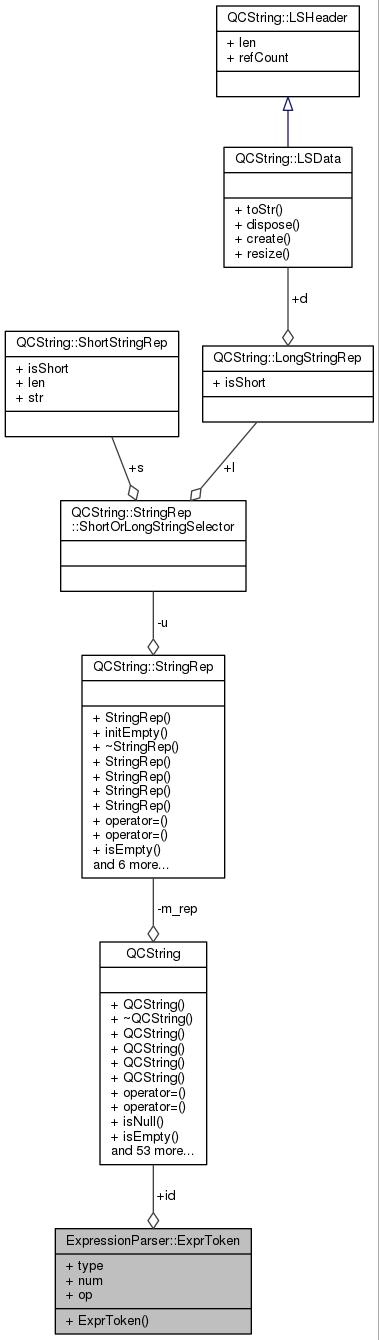 QCString::LSHeader
+ len
+ refCount
QCString::LSData
+ toStr()
+ dispose()
+ create()
+ resize()
+d
QCString::ShortStringRep
+ isShort
+ len
+ str
QCString::LongStringRep
+ isShort
+s
+l
QCString::StringRep
::ShortOrLongStringSelector
-u
QCString::StringRep
+ StringRep()
+ initEmpty()
+ ~StringRep()
+ StringRep()
+ StringRep()
+ StringRep()
+ StringRep()
+ operator=()
+ operator=()
+ isEmpty()
and 6 more...
-m_rep
QCString
+ QCString()
+ ~QCString()
+ QCString()
+ QCString()
+ QCString()
+ QCString()
+ operator=()
+ operator=()
+ isNull()
+ isEmpty()
and 53 more...
+id
ExpressionParser::ExprToken
+ type
+ num
+ op
+ ExprToken()